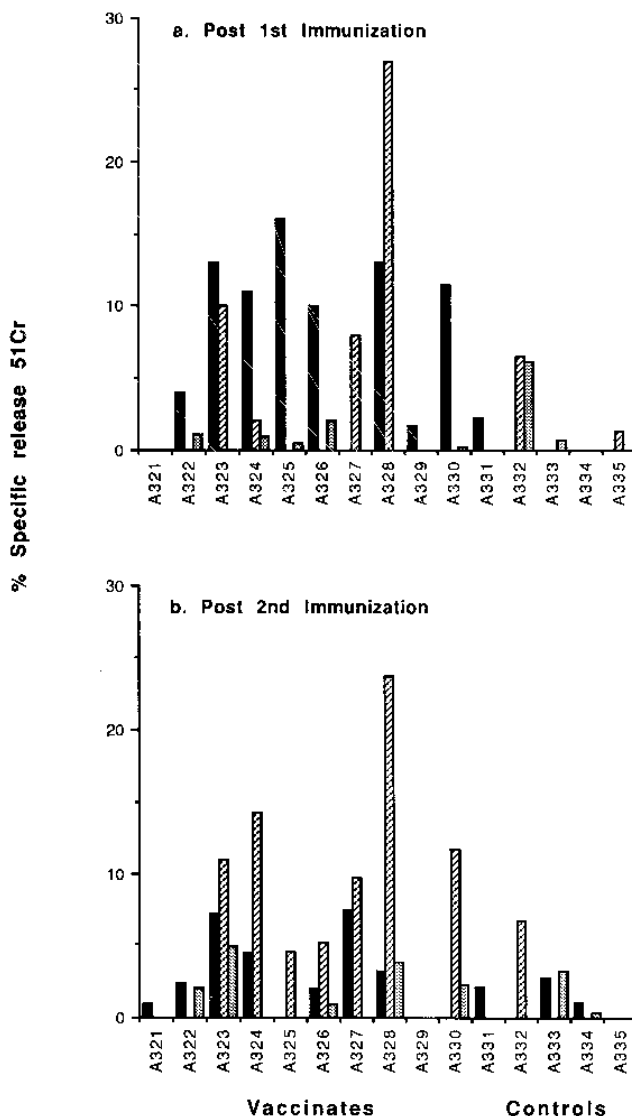 % Specific release 51Cr
a. Post 1st Immunization
30
20
10
0
A321 A322 A323 A324 A325 A326 A327 A328 A329 A330 A331 A332 A333 A334 A335
b. Post 2nd Immunization
30
20
10
0
A321 A322 A323 A324 A325 A326 A327 A328 A329 A330 A331 A332 A333 A334 A335
Vaccinates Controls